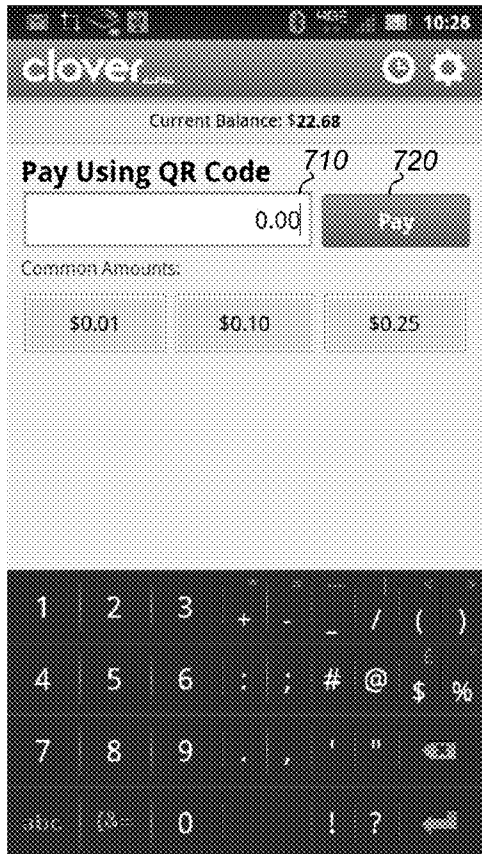 10:28
clover
Current Balance: $22.68
Pay Using QR Code
710
720
0.00
Pay
Common Amounts:
$0.01 $0.10 $0.25
1 2 3 + - _ / ( )
4 5 6 : ; # @ $ %
7 8 9 . , ' "
abc (&= 0 ! ?